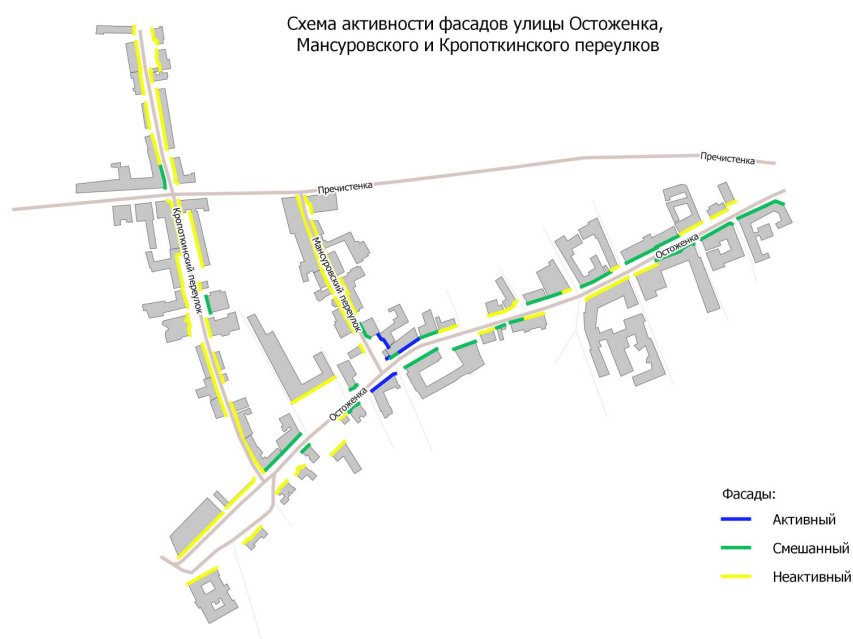 Схема активности фасадов улицы Остоженка,
Мансуровского и Кропоткинского переулков
Пречистенка
Пречистенка
Кропоткинский переулок
Мансуровский переулок
Остоженка
Остоженка
Фасады:
Активный
Смешанный
Неактивный